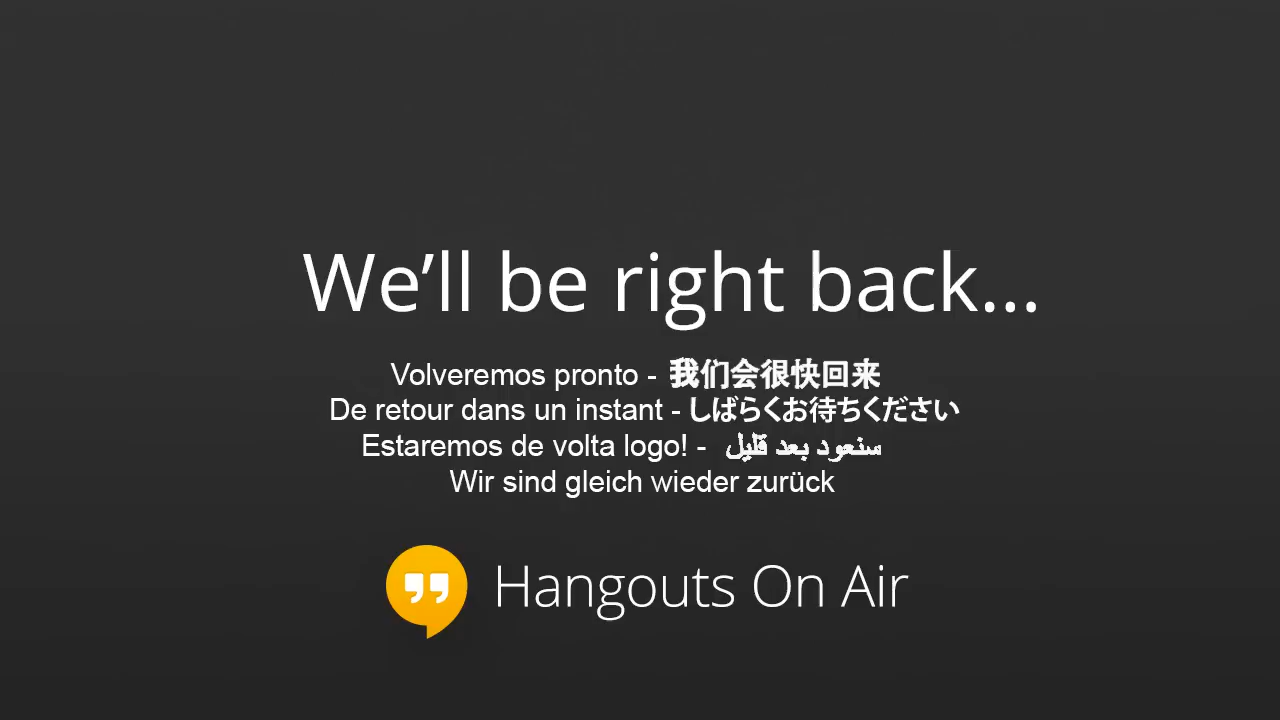 We’ll be right back...
Volveremos pronto - 我们会很快回来
De retour dans un instant - しばらくお待ちください
Estaremos de volta logo! - سنعود بعد قليل
Wir sind gleich wieder zurück
Hangouts On Air